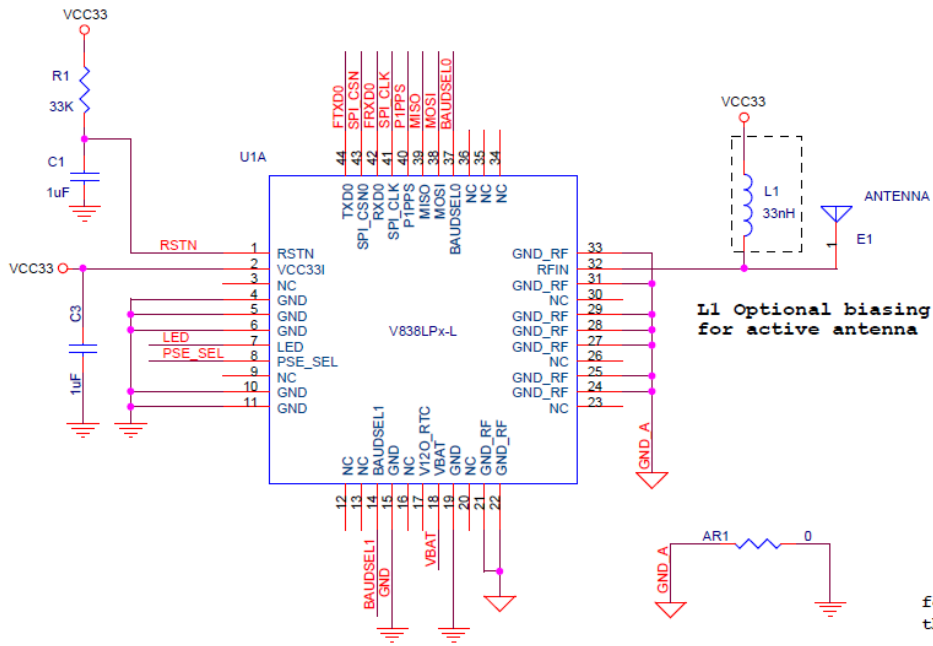 VCC33
R1
33K
C1
1uF
FTXD0
SPI_CSN
FRXD0
SPI_CLK
P1PPS
MISO
MOSI
BAUDSEL0
44
43
42
41
40
39
38
37
36
35
34
U1A
TXD0
SPI_CSN0
RXD0
SPI_CLK
P1PPS
MISO
MOSI
BAUDSEL0
NC
NC
NC
VCC33
L1
33nH
ANTENNA
1
E1
RSTN
VCC33
C3
1uF
LED
PSE_SEL
1 RSTN
2 VCC33I
3 NC
4 GND
5 GND
6 GND
7 LED
8 PSE_SEL
9 NC
10 GND
11 GND
V838LPx-L
GND_RF 33
RFIN 32
GND_RF 31
NC 30
GND_RF 29
GND_RF 28
GND_RF 27
NC 26
GND_RF 25
GND_RF 24
NC 23
L1 Optional biasing
for active antenna
GND_A
NC
NC
BAUDSEL1
GND
NC
V12O_RTC
VBAT
GND
NC
GND_RF
GND_RF
12
13
14
15
16
17
18
19
20
21
22
BAUDSEL1
GND
VBAT
GND_A
AR1
0